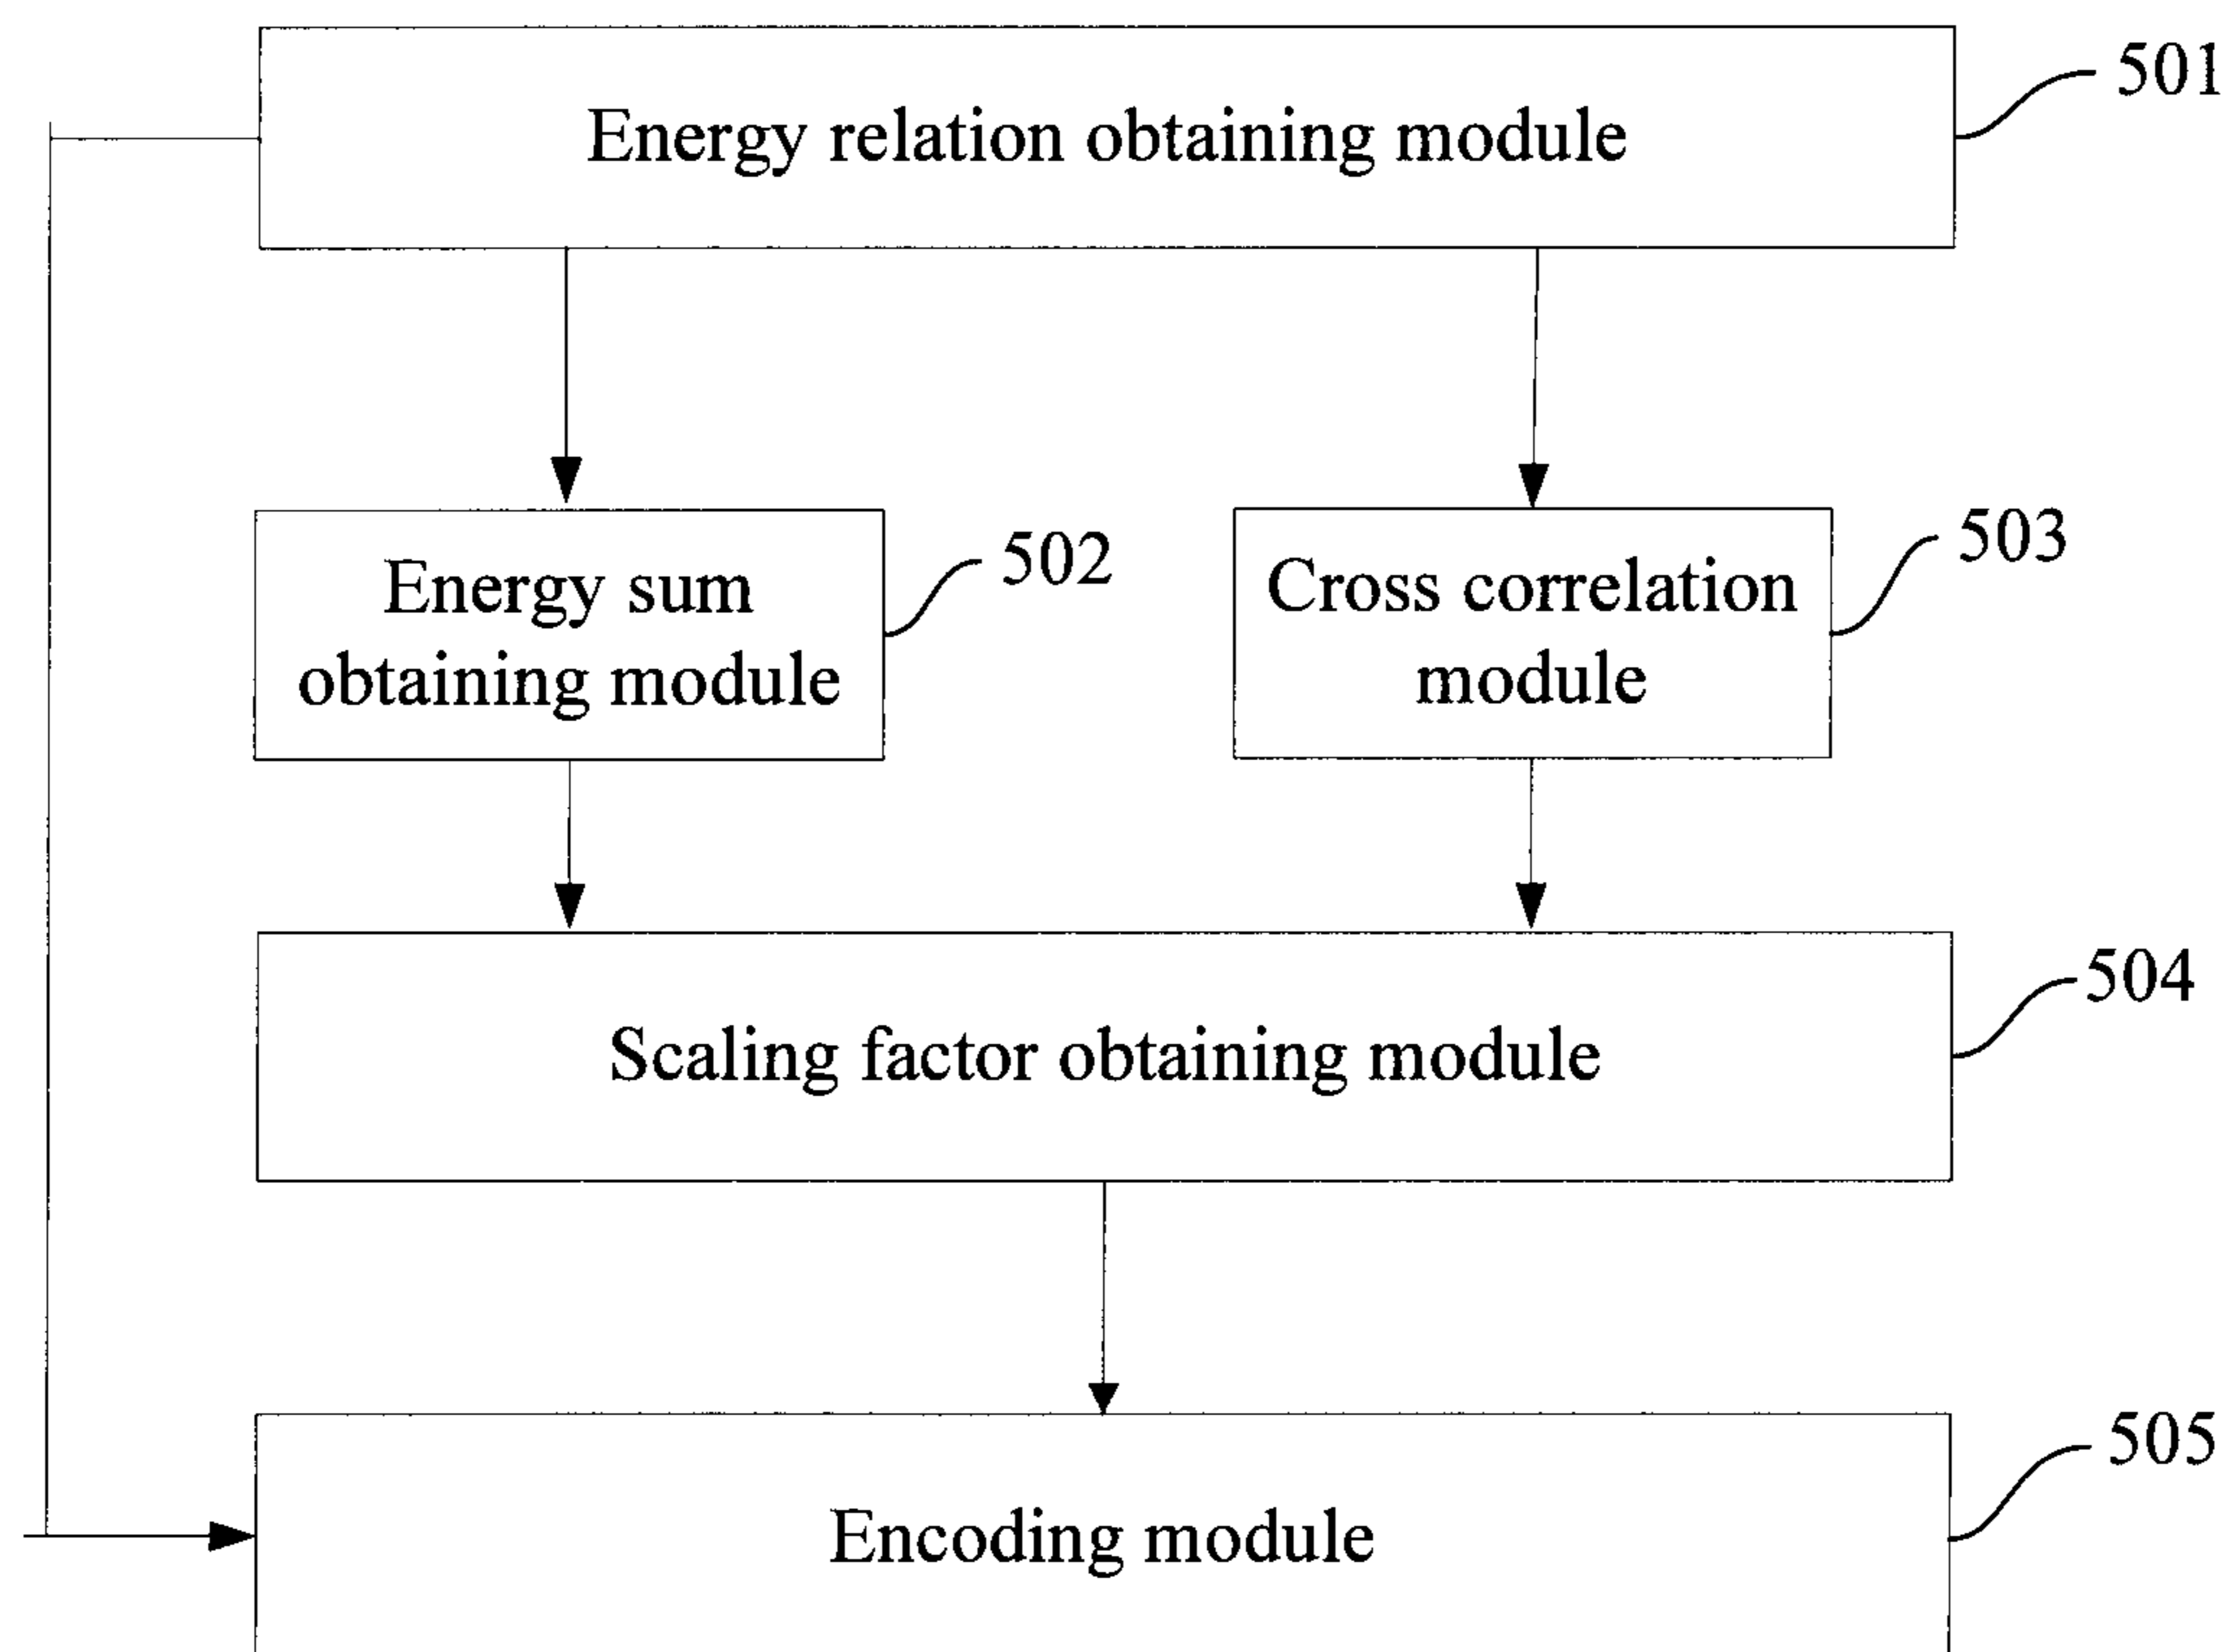 501
Energy relation obtaining module
502
503
Energy sum
obtaining module
Cross correlation
module
504
Scaling factor obtaining module
505
Encoding module